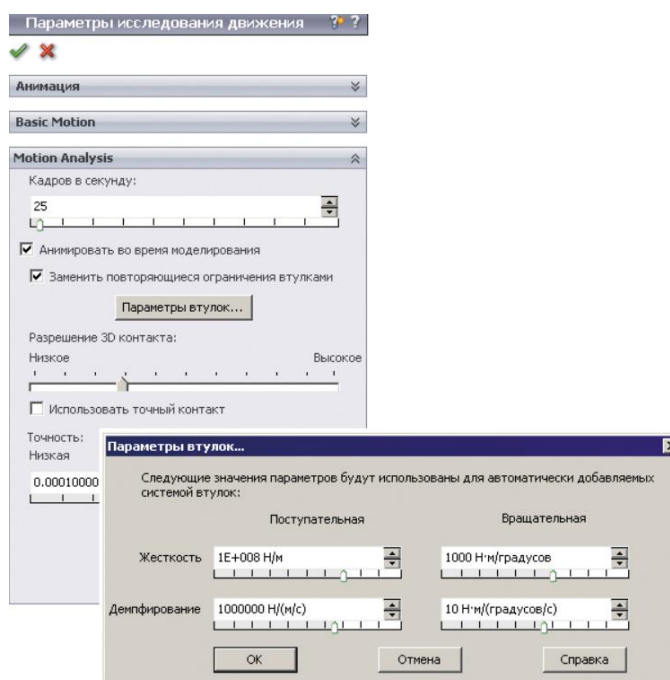 Параметры исследования движения
Анимация
Basic Motion
Motion Analysis
Кадров в секунду:
25
Анимировать во время моделирования
Заменить повторяющиеся ограничения втулками
Параметры втулок...
Разрешение 3D контакта:
Низкое Высокое
Использовать точный контакт
Точность:
Низкая
0.00010000
Параметры втулок...
Следующие значения параметров будут использованы для автоматически добавляемых
системой втулок:
Поступательная Вращательная
Жесткость 1E+008 Н/м 1000 Н·м/градусов
Демпфирование 1000000 Н/(м/с) 10 Н·м/(градусов/с)
OK Отмена Справка